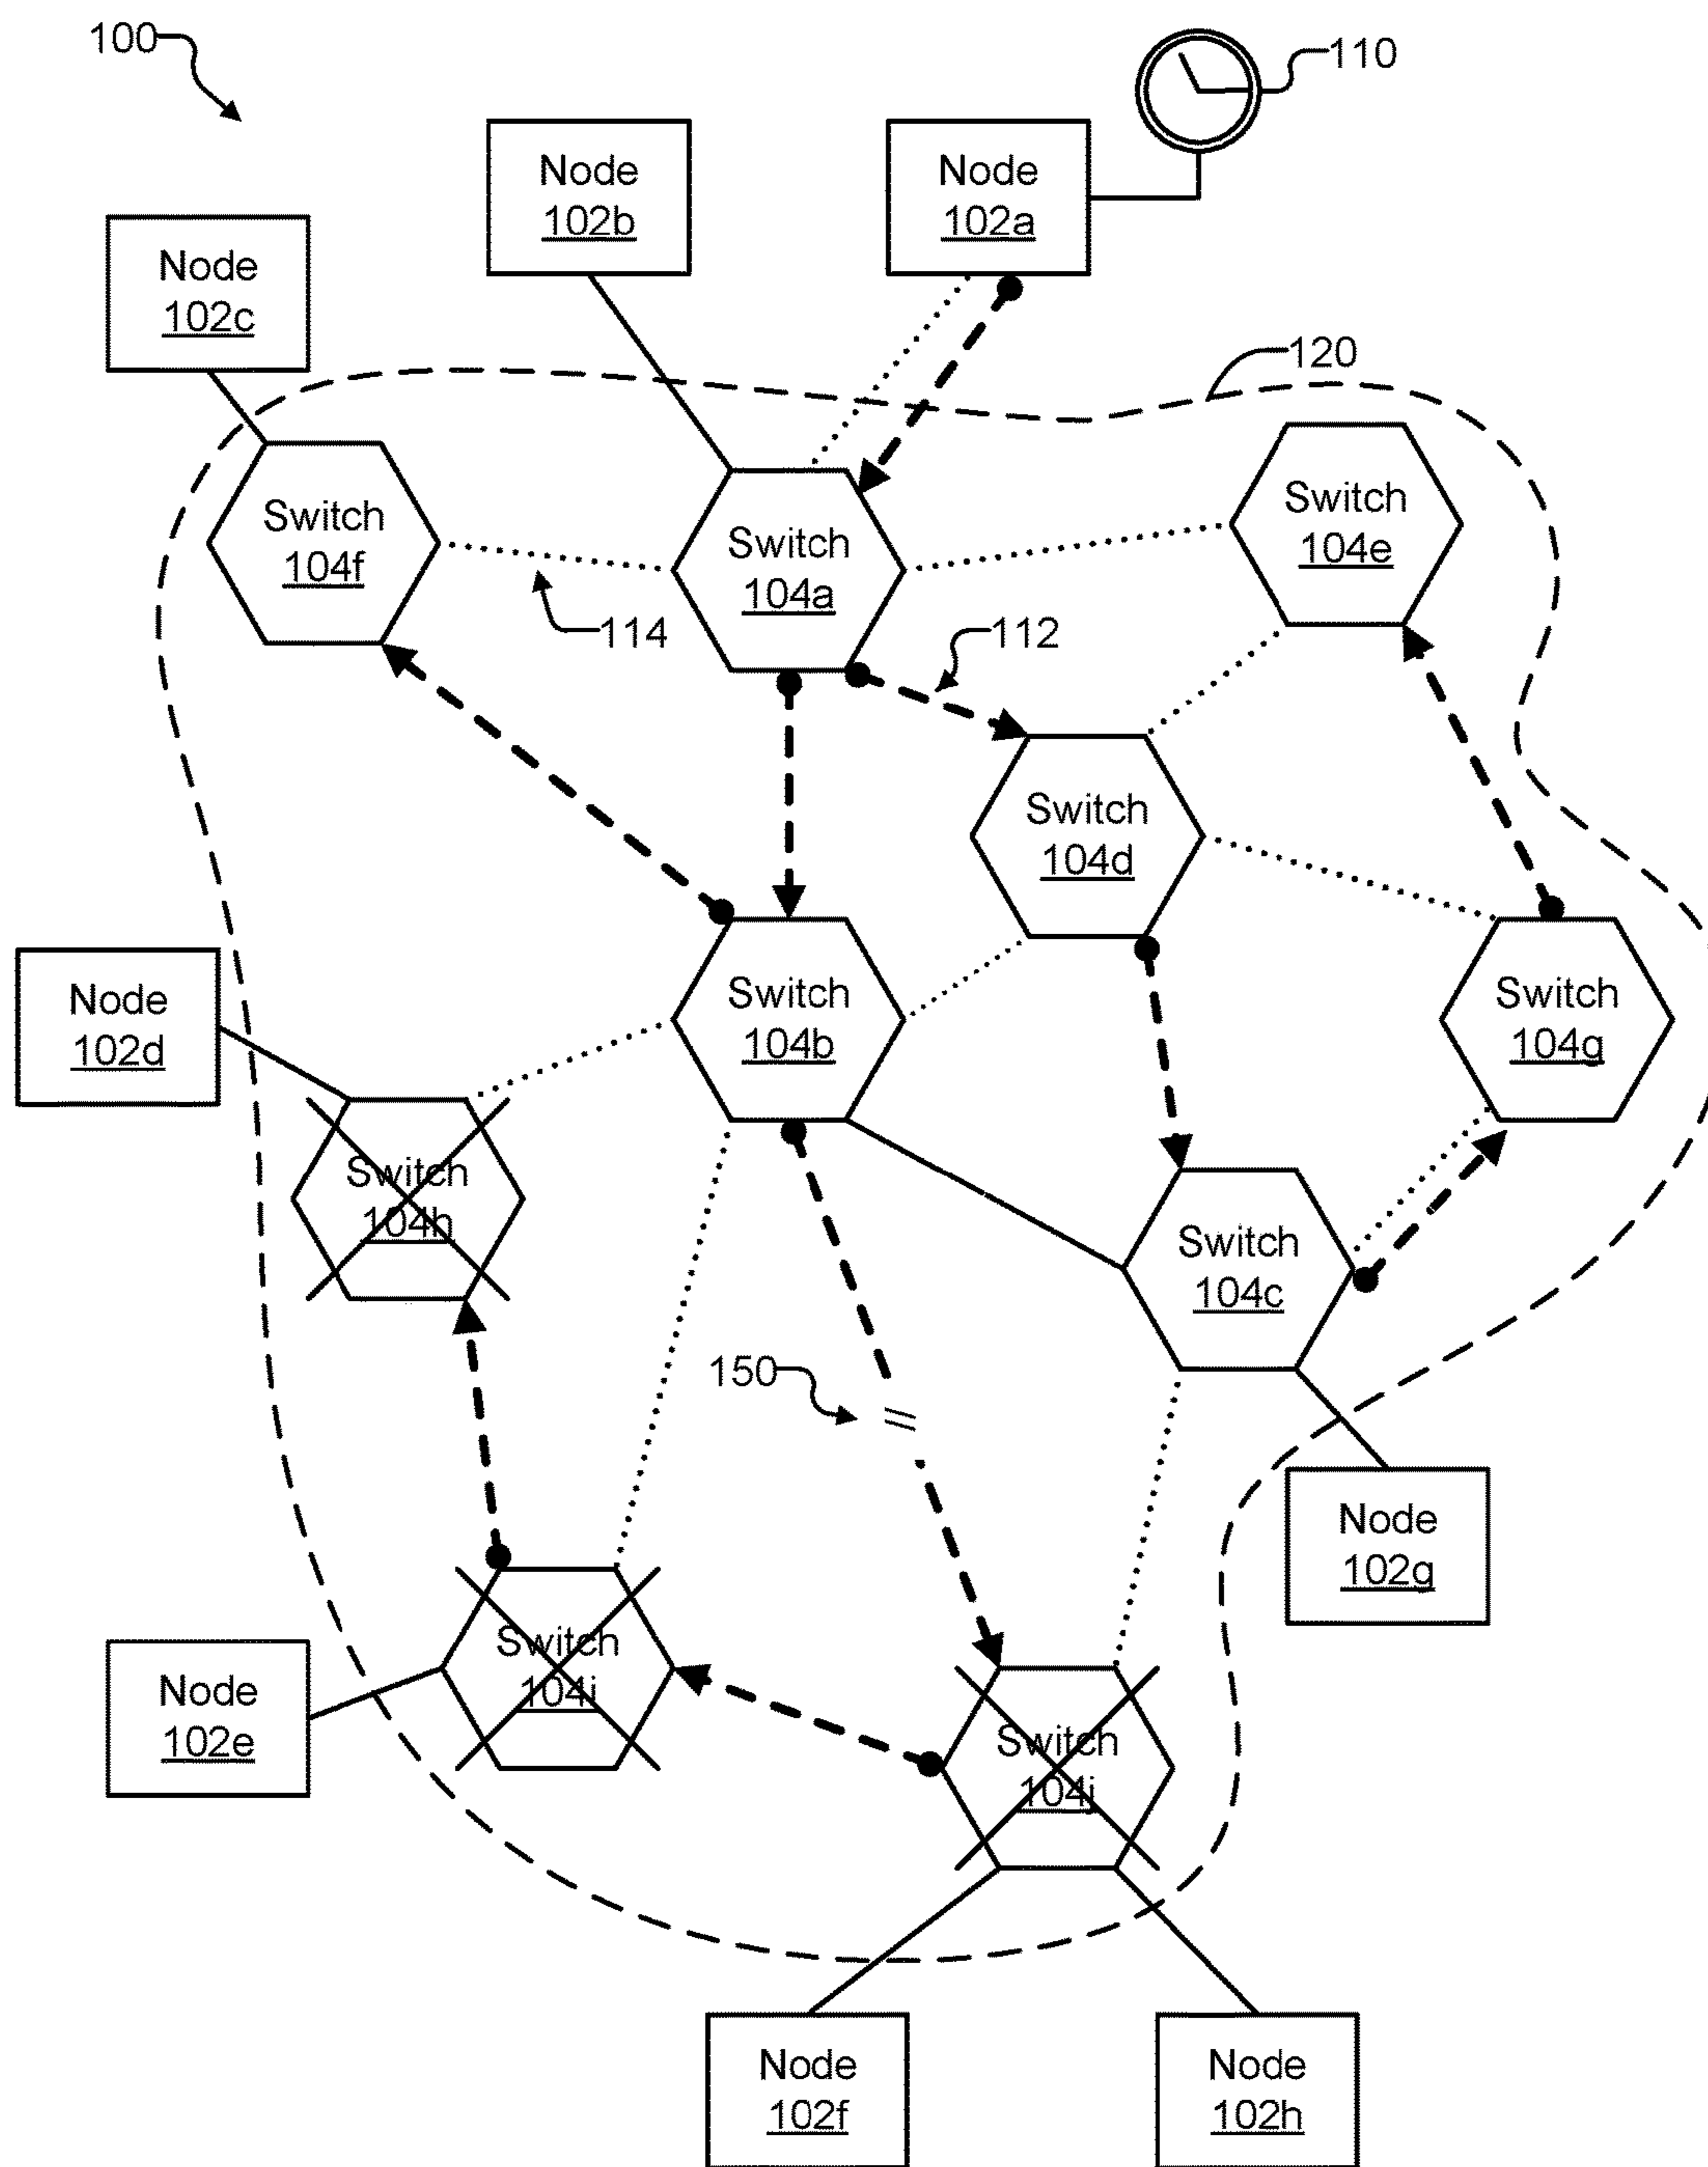 100
110
Node
102b
Node
102a
Node
102c
120
Switch
104f
Switch
104a
Switch
104e
114
112
Switch
104d
Node
102d
Switch
104b
Switch
104g
Switch
104h
Switch
104c
150
Node
102g
Switch
104i
Node
102e
Switch
104j
Node
102f
Node
102h